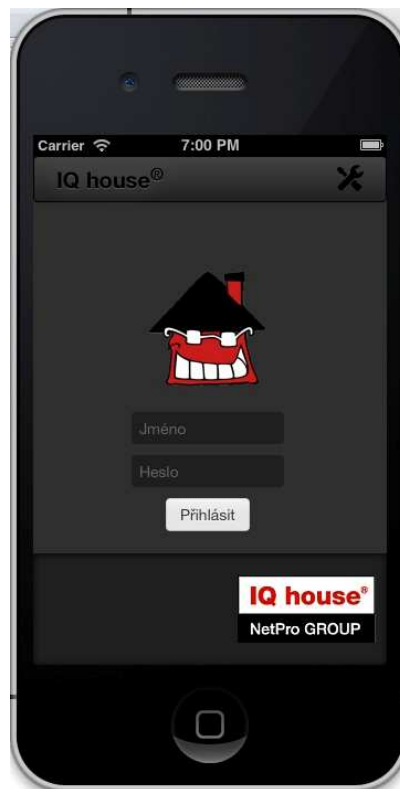 Carrier 7:00 PM
IQ house®
Jméno
Heslo
Přihlásit
IQ house®
NetPro GROUP